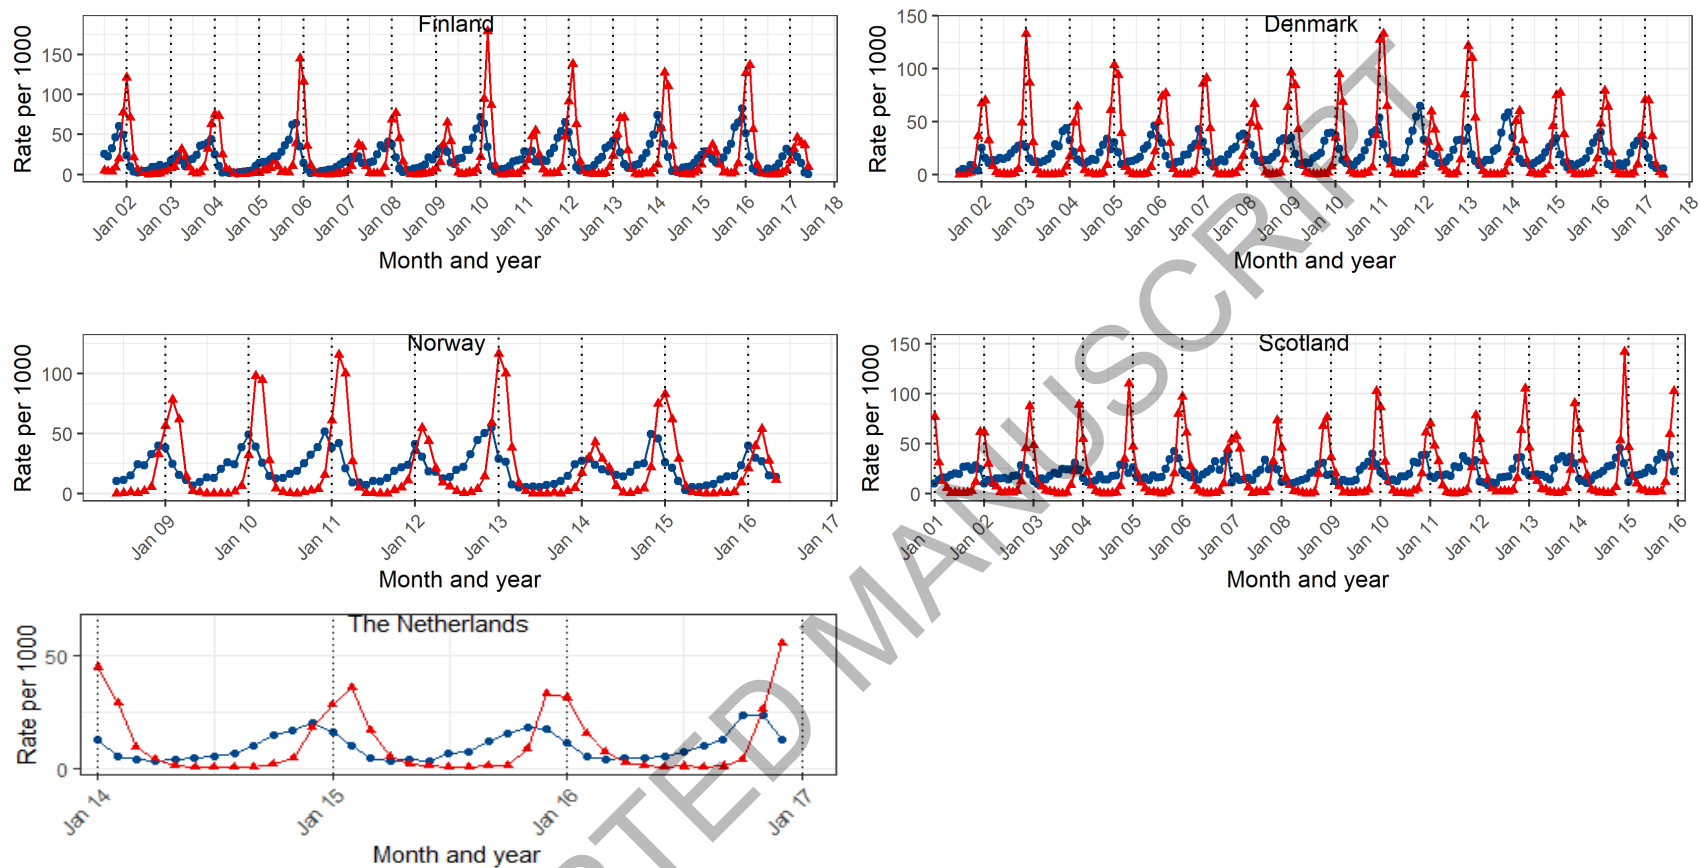 Finland
Rate per 1000
150
100
50
0
Jan 02 Jan 03 Jan 04 Jan 05 Jan 06 Jan 07 Jan 08 Jan 09 Jan 10 Jan 11 Jan 12 Jan 13 Jan 14 Jan 15 Jan 16 Jan 17 Jan 18
Month and year
Denmark
Rate per 1000
150
100
50
0
Jan 02 Jan 03 Jan 04 Jan 05 Jan 06 Jan 07 Jan 08 Jan 09 Jan 10 Jan 11 Jan 12 Jan 13 Jan 14 Jan 15 Jan 16 Jan 17 Jan 18
Month and year
Norway
Rate per 1000
100
50
0
Jan 09 Jan 10 Jan 11 Jan 12 Jan 13 Jan 14 Jan 15 Jan 16 Jan 17
Month and year
Scotland
Rate per 1000
150
100
50
0
Jan 01 Jan 02 Jan 03 Jan 04 Jan 05 Jan 06 Jan 07 Jan 08 Jan 09 Jan 10 Jan 11 Jan 12 Jan 13 Jan 14 Jan 15 Jan 16
Month and year
The Netherlands
Rate per 1000
50
0
Jan 14 Jan 15 Jan 16 Jan 17
Month and year
RTED MANUSCRIPT